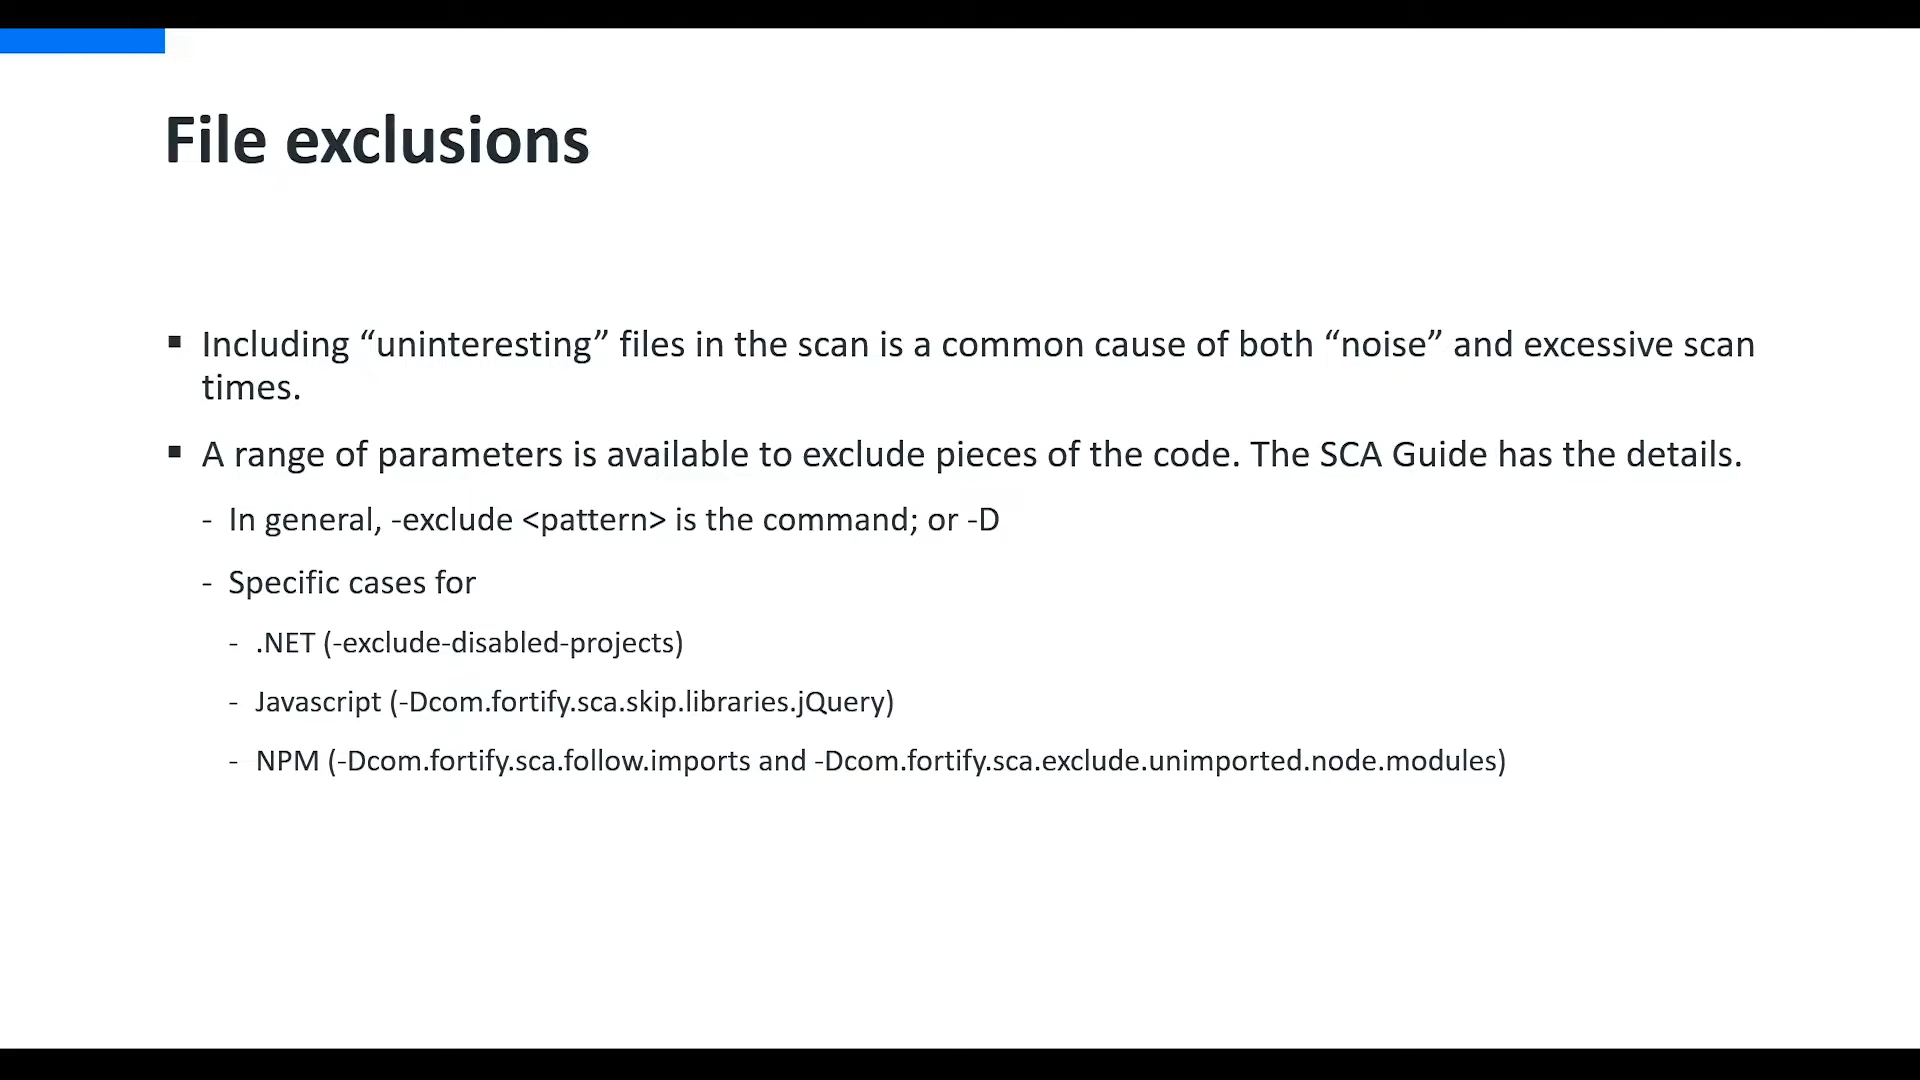 File exclusions
▪ Including “uninteresting” files in the scan is a common cause of both “noise” and excessive scan
times.
▪ A range of parameters is available to exclude pieces of the code. The SCA Guide has the details.
- In general, -exclude <pattern> is the command; or -D
- Specific cases for
- .NET (-exclude-disabled-projects)
- Javascript (-Dcom.fortify.sca.skip.libraries.jQuery)
- NPM (-Dcom.fortify.sca.follow.imports and -Dcom.fortify.sca.exclude.unimported.node.modules)